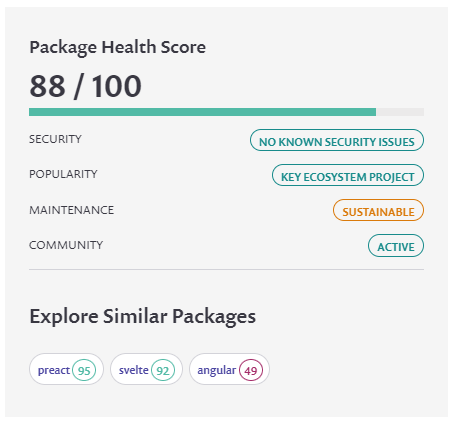 Package Health Score
88 / 100
SECURITY NO KNOWN SECURITY ISSUES
POPULARITY KEY ECOSYSTEM PROJECT
MAINTENANCE SUSTAINABLE
COMMUNITY ACTIVE
Explore Similar Packages
preact 95 svelte 92 angular 49